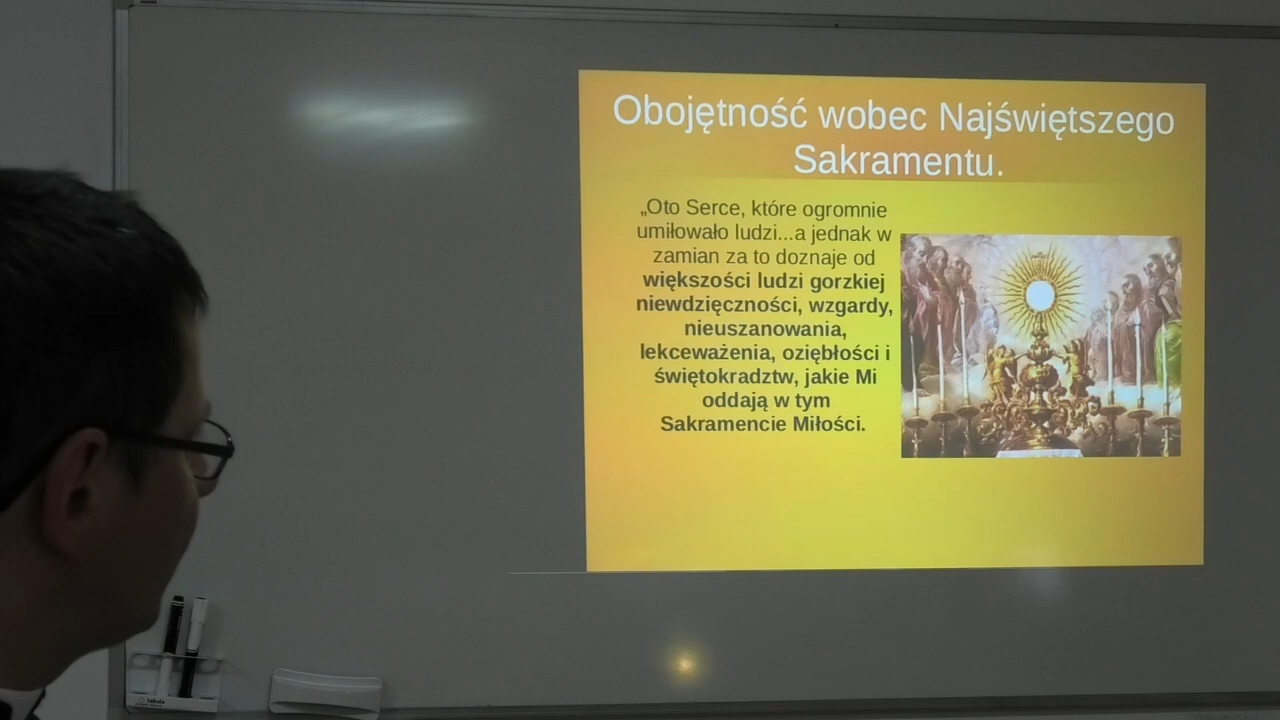 Obojętność wobec Najświętszego
Sakramentu.
„Oto Serce, które ogromnie
umiłowało ludzi...a jednak w
zamian za to doznaje od
większości ludzi gorzkiej
niewdzięczności, wzgardy,
nieuszanowania,
lekceważenia, oziębłości i
świętokradztw, jakie Mi
oddają w tym
Sakramencie Miłości.